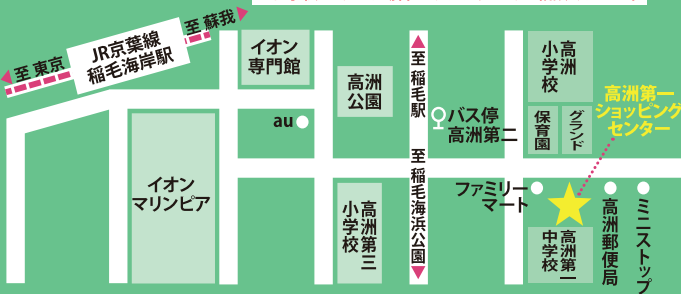 至 蘇我
JR京葉線
稲毛海岸駅
至 東京
イオン
専門館
高洲
公園
au
イオン
マリンピア
高洲第三
小学校
至 稲毛駅
至 稲毛海浜公園
バス停
高洲第二
高洲
小学校
保育園
グランド
高洲第一
ショッピング
センター
ファミリー
マート
高洲第一
中学校
高洲郵便局
ミニストップ